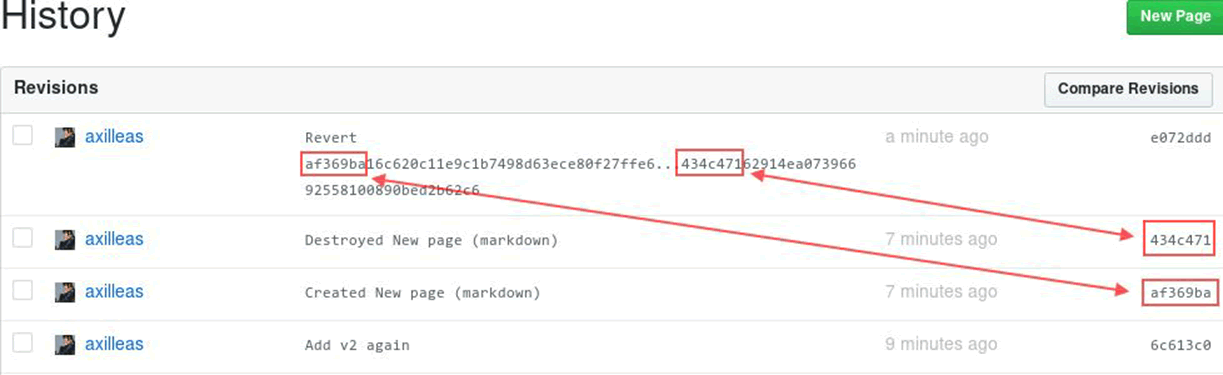 History
New Page
Revisions
Compare Revisions
axilleas Revert a minute ago e072ddd
af369ba16c620c11e9c1b7498d63ece80f27ffe6...434c47162914ea073966
92558100890bed2b62c6
axilleas Destroyed New page (markdown) 7 minutes ago 434c471
axilleas Created New page (markdown) 7 minutes ago af369ba
axilleas Add v2 again 9 minutes ago 6c613c0